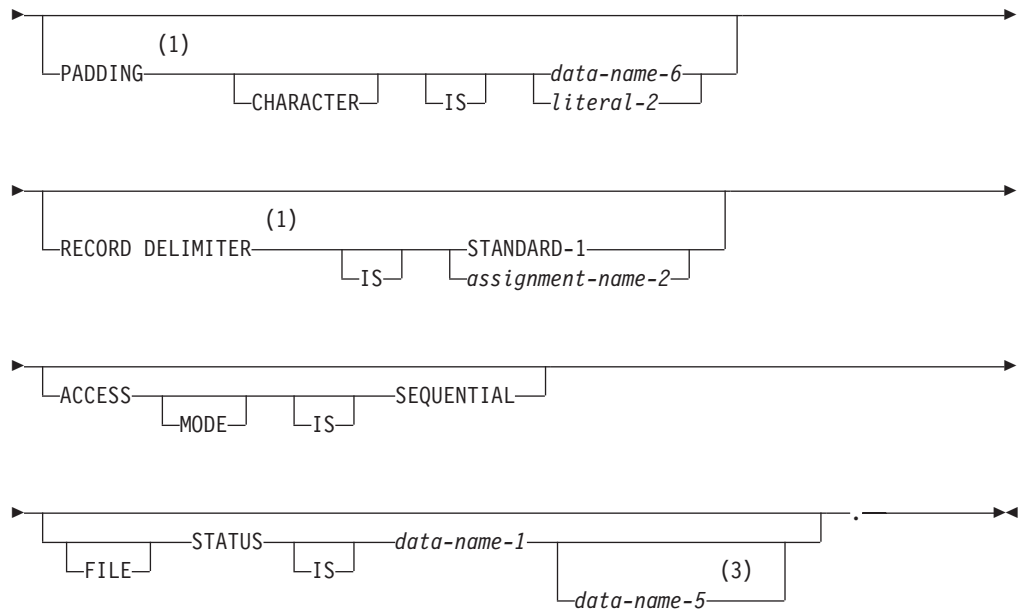 (1)
PADDING data-name-6
CHARACTER IS literal-2
(1)
RECORD DELIMITER STANDARD-1
IS assignment-name-2
ACCESS SEQUENTIAL
MODE IS
.
STATUS data-name-1
FILE IS (3)
data-name-5